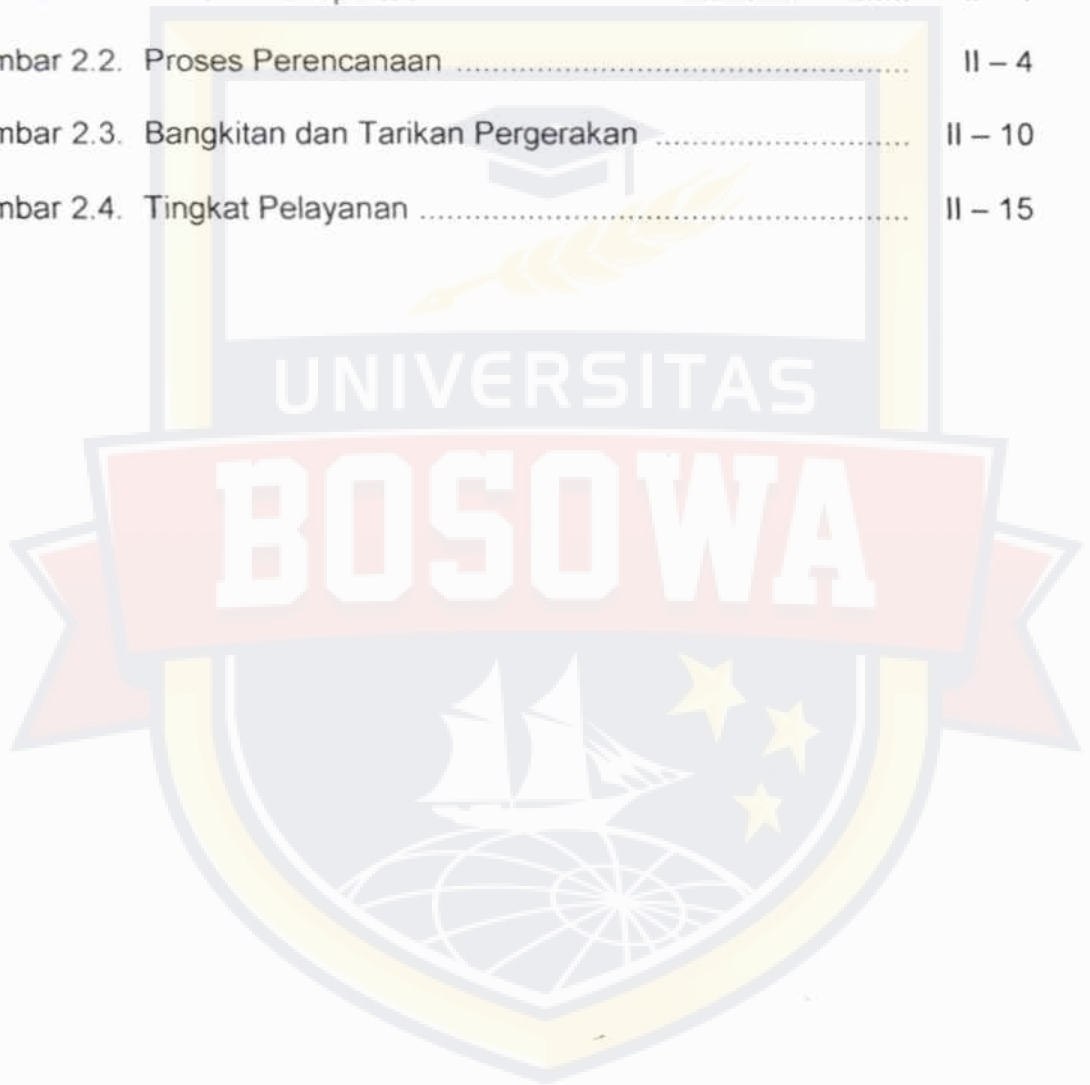 mbar 2.2. Proses Perencanaan ........................................................ II – 4
mbar 2.3. Bangkitan dan Tarikan Pergerakan ................................ II – 10
mbar 2.4. Tingkat Pelayanan ............................................................. II – 15
UNIVERSITAS
BOSOWA